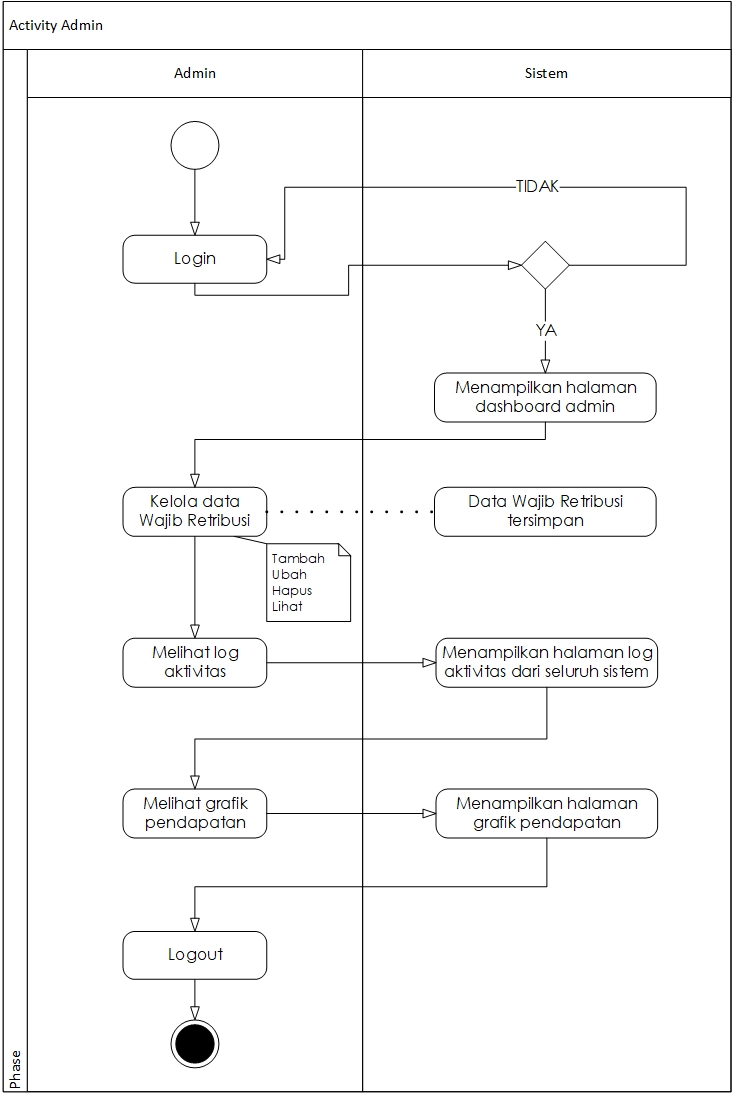 Activity Admin
Admin
Sistem
TIDAK
Login
YA
Menampilkan halaman
dashboard admin
Kelola data
Wajib Retribusi
Data Wajib Retribusi
tersimpan
Tambah
Ubah
Hapus
Lihat
Melihat log
aktivitas
Menampilkan halaman log
aktivitas dari seluruh sistem
Melihat grafik
pendapatan
Menampilkan halaman
grafik pendapatan
Logout
Phase